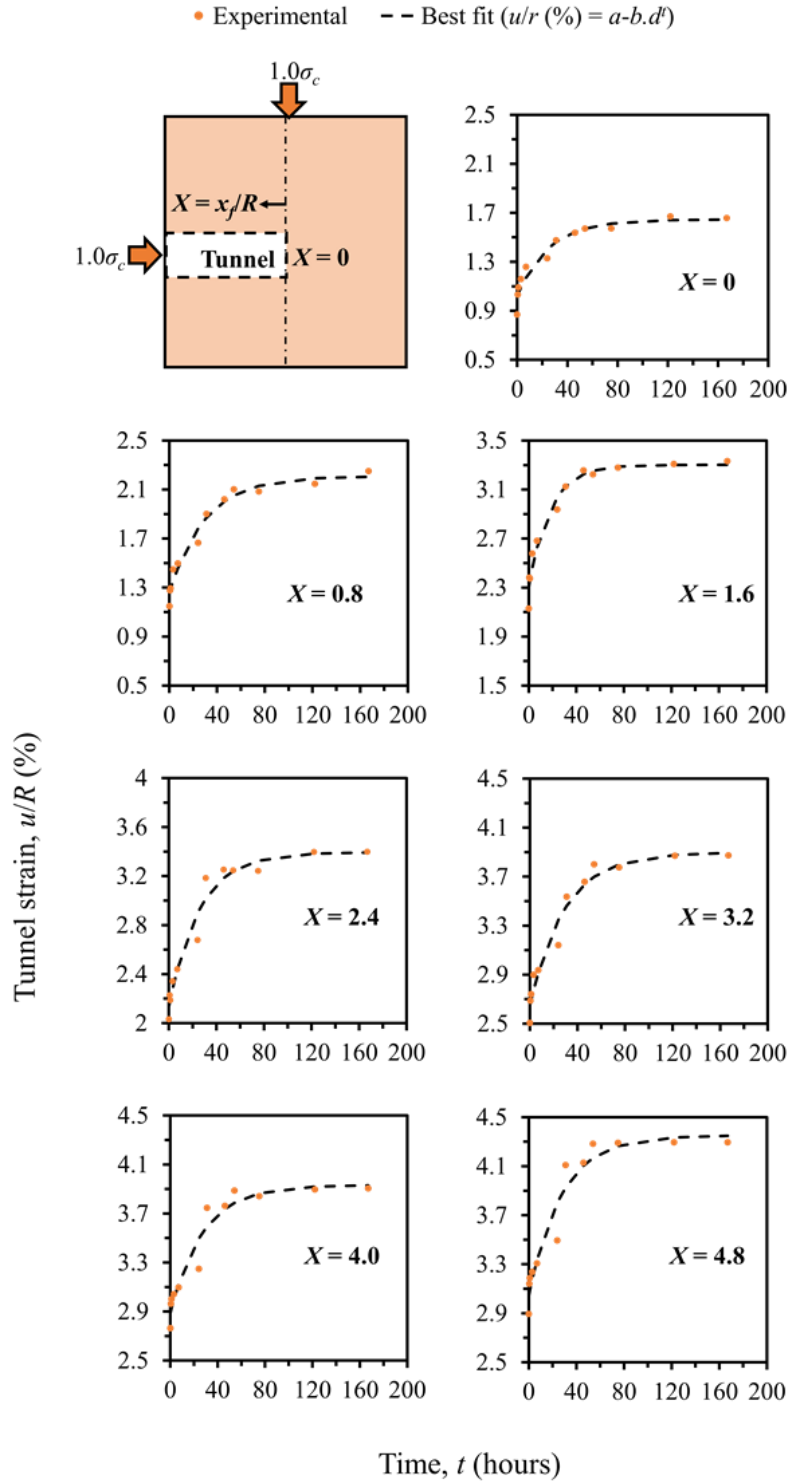 Experimental Best fit (u/r (%) = a-b.dᵗ)
1.0σc
X = xf/R
1.0σc
Tunnel X = 0
2.5
2.1
1.7
1.3
0.9
0.5
X = 0
0 40 80 120 160 200
2.5
2.1
1.7
1.3
0.9
0.5
X = 0.8
0 40 80 120 160 200
3.5
3.1
2.7
2.3
1.9
1.5
X = 1.6
0 40 80 120 160 200
Tunnel strain, u/R (%)
4
3.6
3.2
2.8
2.4
2
X = 2.4
0 40 80 120 160 200
4.5
4.1
3.7
3.3
2.9
2.5
X = 3.2
0 40 80 120 160 200
4.5
4.1
3.7
3.3
2.9
2.5
X = 4.0
0 40 80 120 160 200
4.5
4.1
3.7
3.3
2.9
2.5
X = 4.8
0 40 80 120 160 200
Time, t (hours)